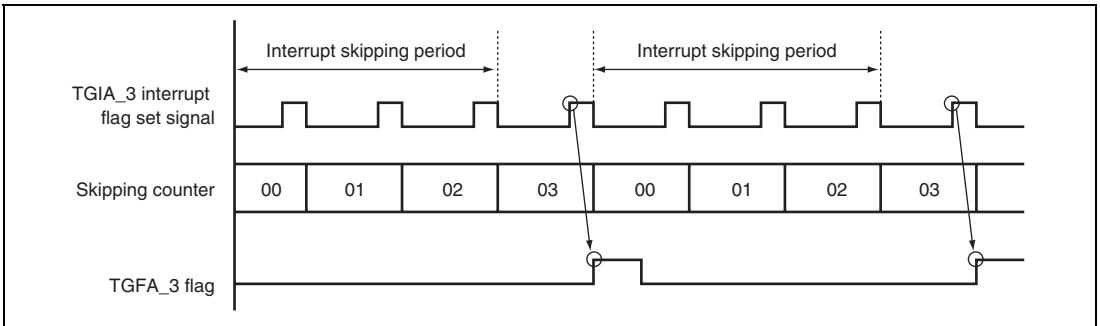 Interrupt skipping period Interrupt skipping period
TGIA_3 interrupt
flag set signal
Skipping counter 00 01 02 03 00 01 02 03
TGFA_3 flag